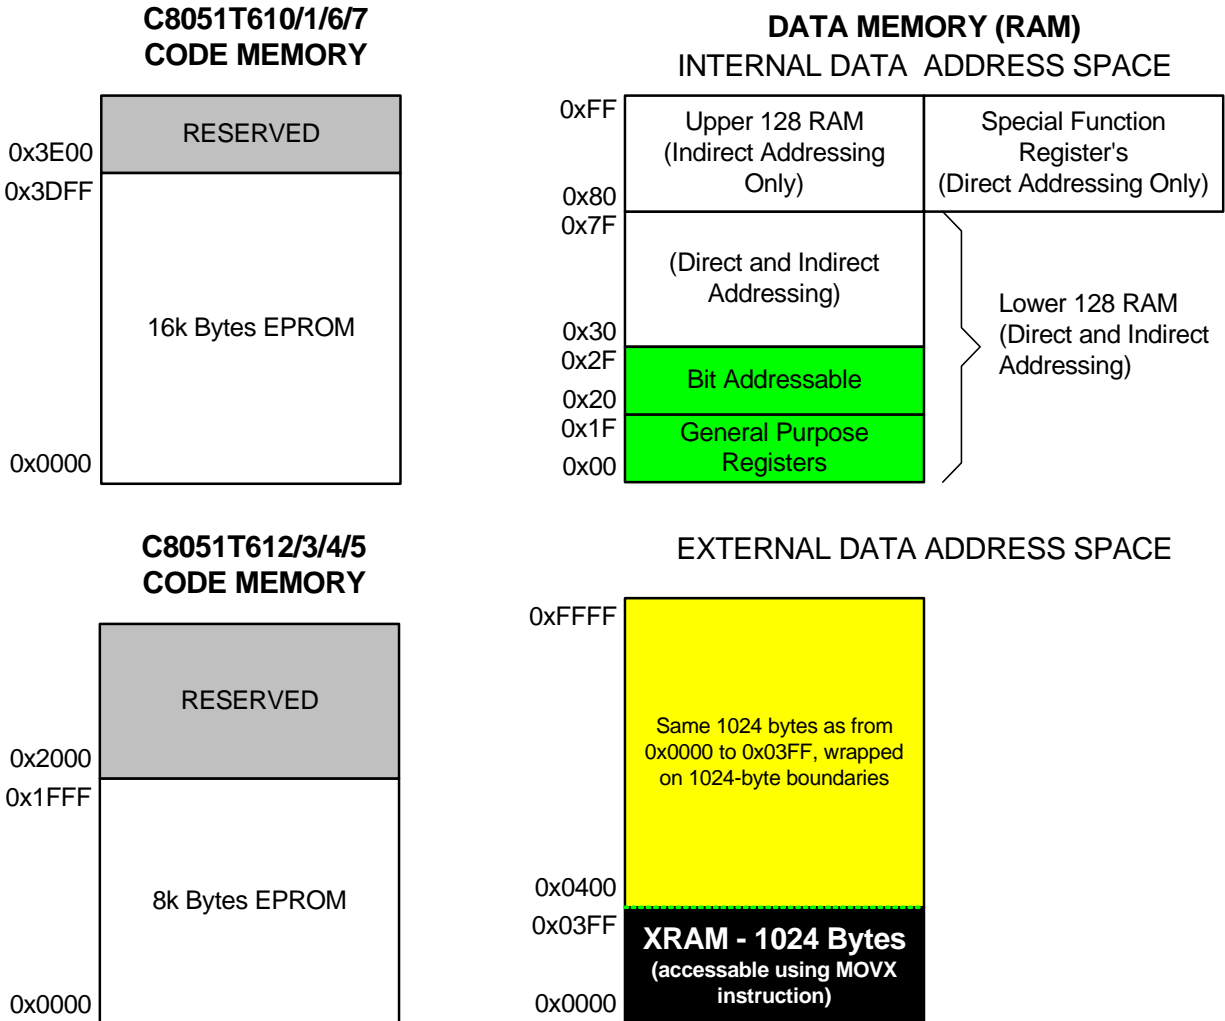 C8051T610/1/6/7
CODE MEMORY
RESERVED
0x3E00
0x3DFF
16k Bytes EPROM
0x0000
DATA MEMORY (RAM)
INTERNAL DATA ADDRESS SPACE
0xFF
Upper 128 RAM
(Indirect Addressing
Only)
0x80
Special Function
Register's
(Direct Addressing Only)
0x7F
(Direct and Indirect
Addressing)
0x30
0x2F
Bit Addressable
0x20
0x1F
General Purpose
Registers
0x00
Lower 128 RAM
(Direct and Indirect
Addressing)
C8051T612/3/4/5
CODE MEMORY
RESERVED
0x2000
0x1FFF
8k Bytes EPROM
0x0000
EXTERNAL DATA ADDRESS SPACE
0xFFFF
Same 1024 bytes as from
0x0000 to 0x03FF, wrapped
on 1024-byte boundaries
0x0400
0x03FF
XRAM - 1024 Bytes
(accessable using MOVX
instruction)
0x0000